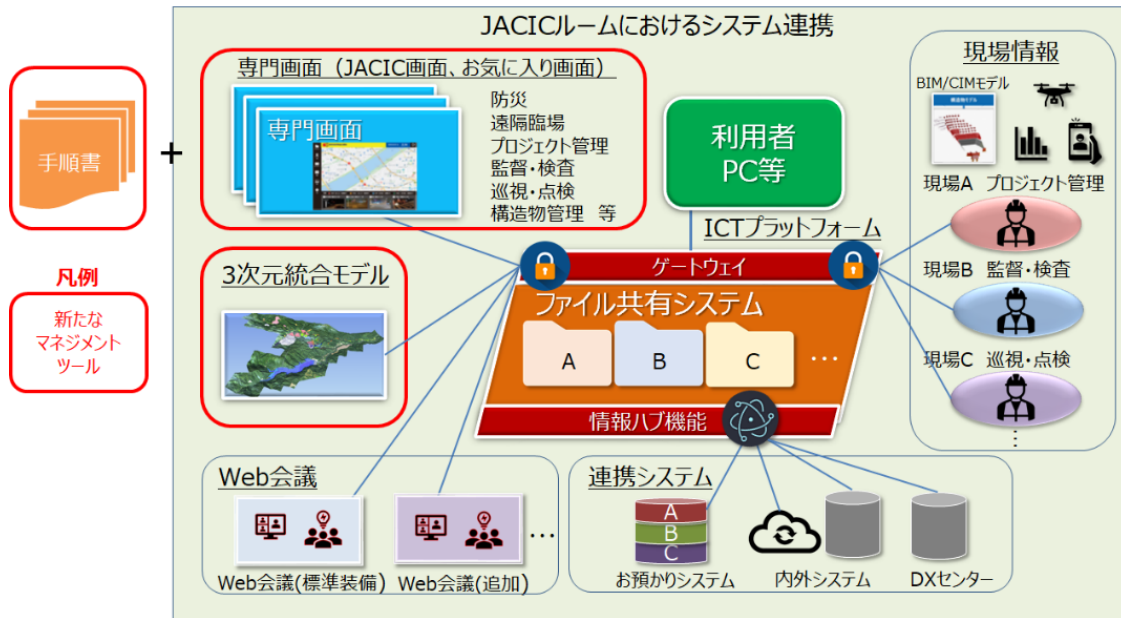 JACICルームにおけるシステム連携
手順書
+
凡例
新たな
マネジメント
ツール
専門画面（JACIC画面、お気に入り画面）
専門画面
防災
遠隔臨場
プロジェクト管理
監督・検査
巡視・点検
構造物管理　等
利用者
PC等
ICTプラットフォーム
3次元統合モデル
ゲートウェイ
ファイル共有システム
A
B
C
…
情報ハブ機能
現場情報
BIM/CIMモデル
現場A　プロジェクト管理
現場B　監督・検査
現場C　巡視・点検
⋮
Web会議
Web会議(標準装備)
Web会議(追加)
…
連携システム
A
B
C
お預かりシステム
内外システム
DXセンター